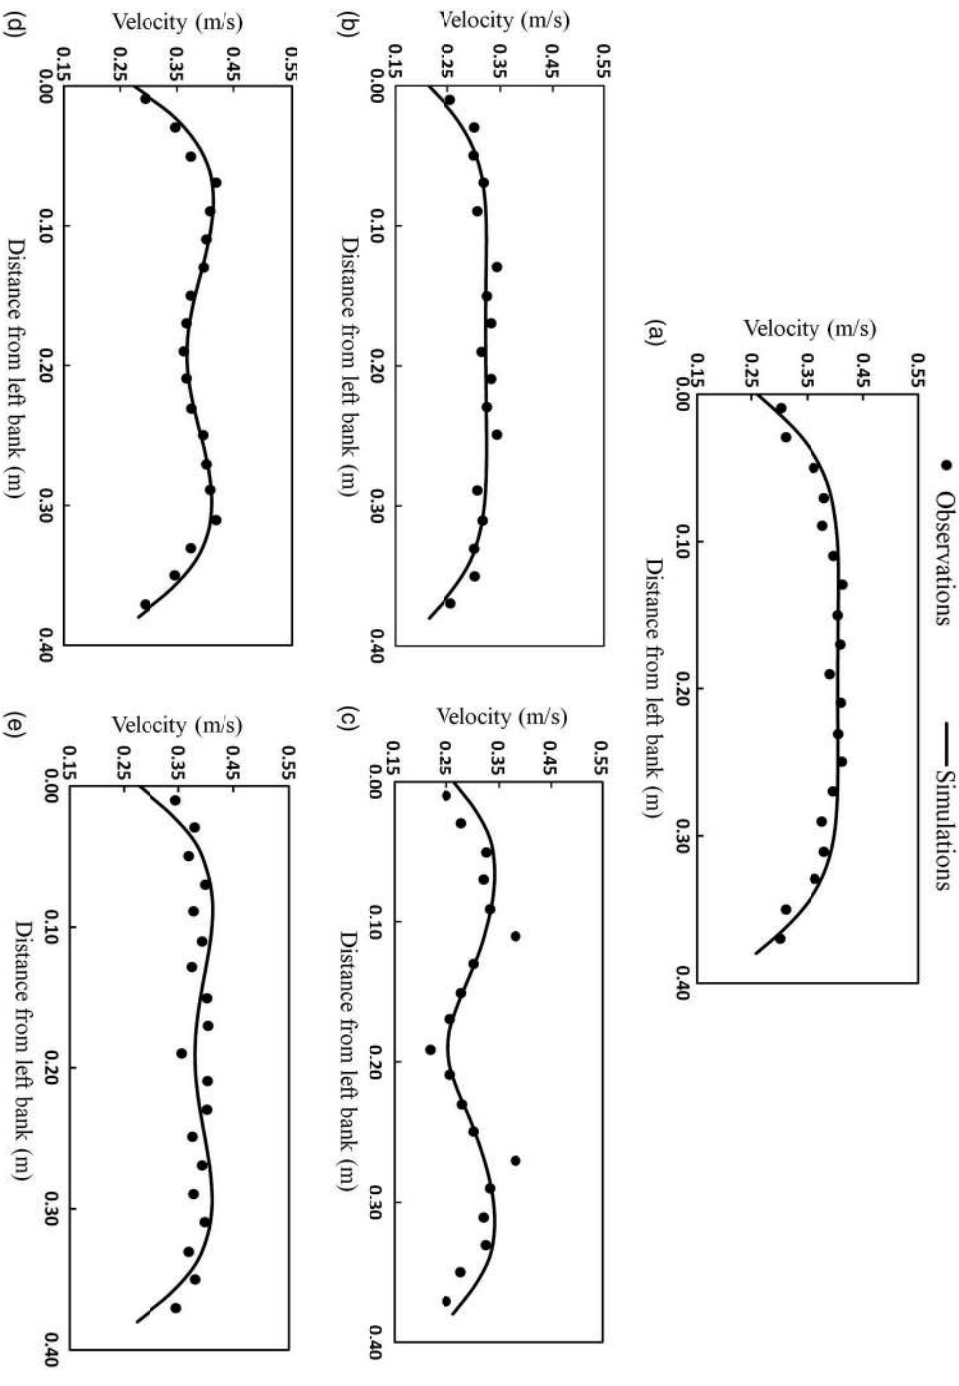 ● Observations — Simulations
Velocity (m/s)
0.55
0.45
0.35
0.25
0.15
0.00 0.10 0.20 0.30 0.40
Distance from left bank (m)
(a)
Velocity (m/s)
0.55
0.45
0.35
0.25
0.15
0.00 0.10 0.20 0.30 0.40
Distance from left bank (m)
(b)
Velocity (m/s)
0.55
0.45
0.35
0.25
0.15
0.00 0.10 0.20 0.30 0.40
Distance from left bank (m)
(c)
Velocity (m/s)
0.55
0.45
0.35
0.25
0.15
0.00 0.10 0.20 0.30 0.40
Distance from left bank (m)
(d)
Velocity (m/s)
0.55
0.45
0.35
0.25
0.15
0.00 0.10 0.20 0.30 0.40
Distance from left bank (m)
(e)